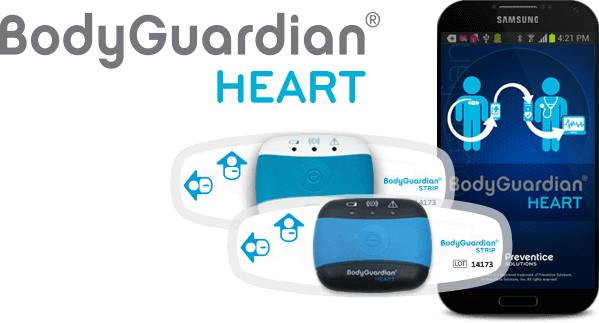 BodyGuardian®
HEART
SAMSUNG
4:21 PM
BodyGuardian®
STRIP
14173
BodyGuardian®
STRIP
LOT 14173
BodyGuardian®
HEART
BodyGuardian®
HEART
Preventice
SOLUTIONS